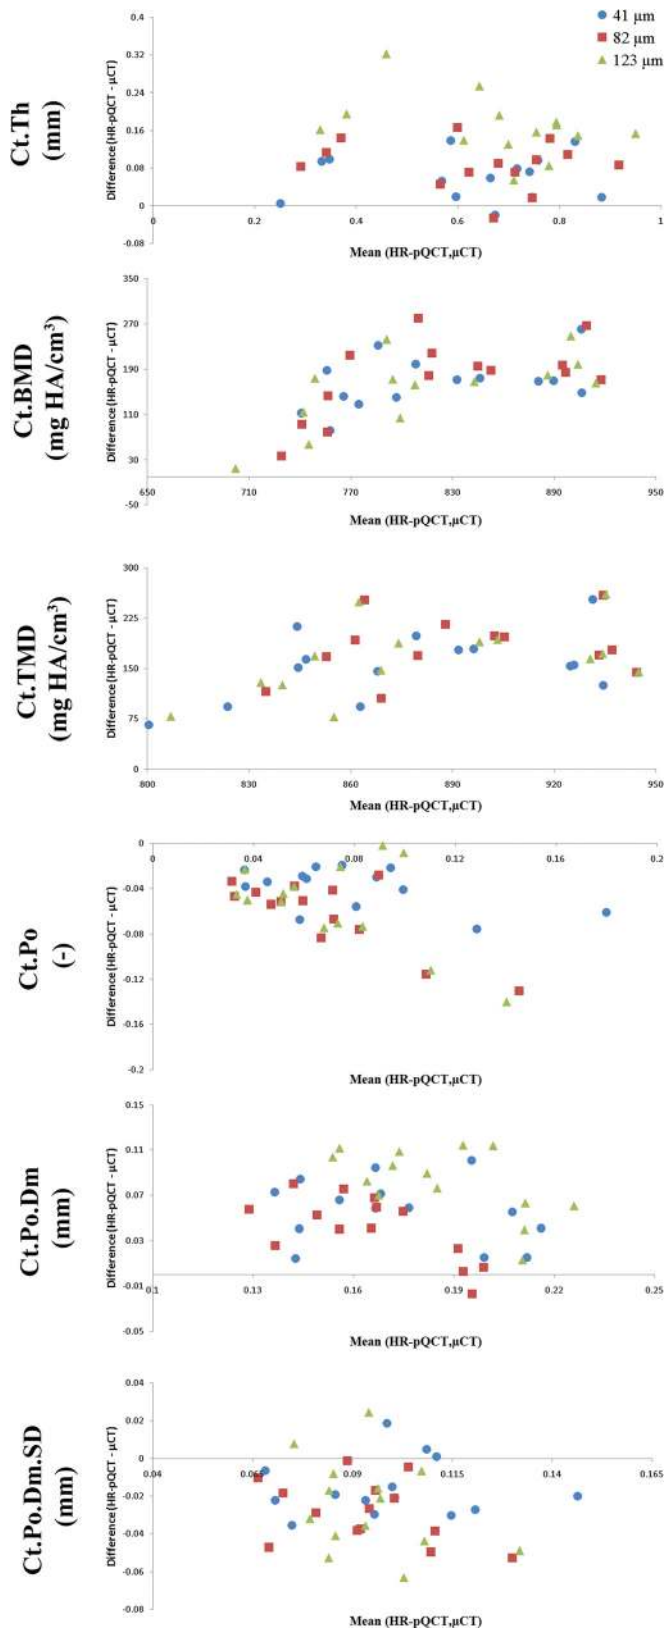 41 µm
82 µm
123 µm
Ct.Th
(mm)
Difference (HR-pQCT - µCT)
0.4
0.32
0.24
0.16
0.08
0
-0.08
0
0.2
0.4
0.6
0.8
1
Mean (HR-pQCT,µCT)
Ct.BMD
(mg HA/cm³)
Difference (HR-pQCT - µCT)
350
270
190
110
30
-50
650
710
770
830
890
950
Mean (HR-pQCT,µCT)
Ct.TMD
(mg HA/cm³)
Difference (HR-pQCT - µCT)
300
225
150
75
0
800
830
860
890
920
950
Mean (HR-pQCT,µCT)
Ct.Po
(-)
Difference (HR-pQCT - µCT)
0
-0.04
-0.08
-0.12
-0.16
-0.2
0
0.04
0.08
0.12
0.16
0.2
Mean (HR-pQCT,µCT)
Ct.Po.Dm
(mm)
Difference (HR-pQCT - µCT)
0.15
0.11
0.07
0.03
-0.01
-0.05
0.1
0.13
0.16
0.19
0.22
0.25
Mean (HR-pQCT,µCT)
Ct.Po.Dm.SD
(mm)
Difference (HR-pQCT - µCT)
0.04
0.02
0
-0.02
-0.04
-0.06
-0.08
0.04
0.065
0.09
0.115
0.14
0.165
Mean (HR-pQCT,µCT)